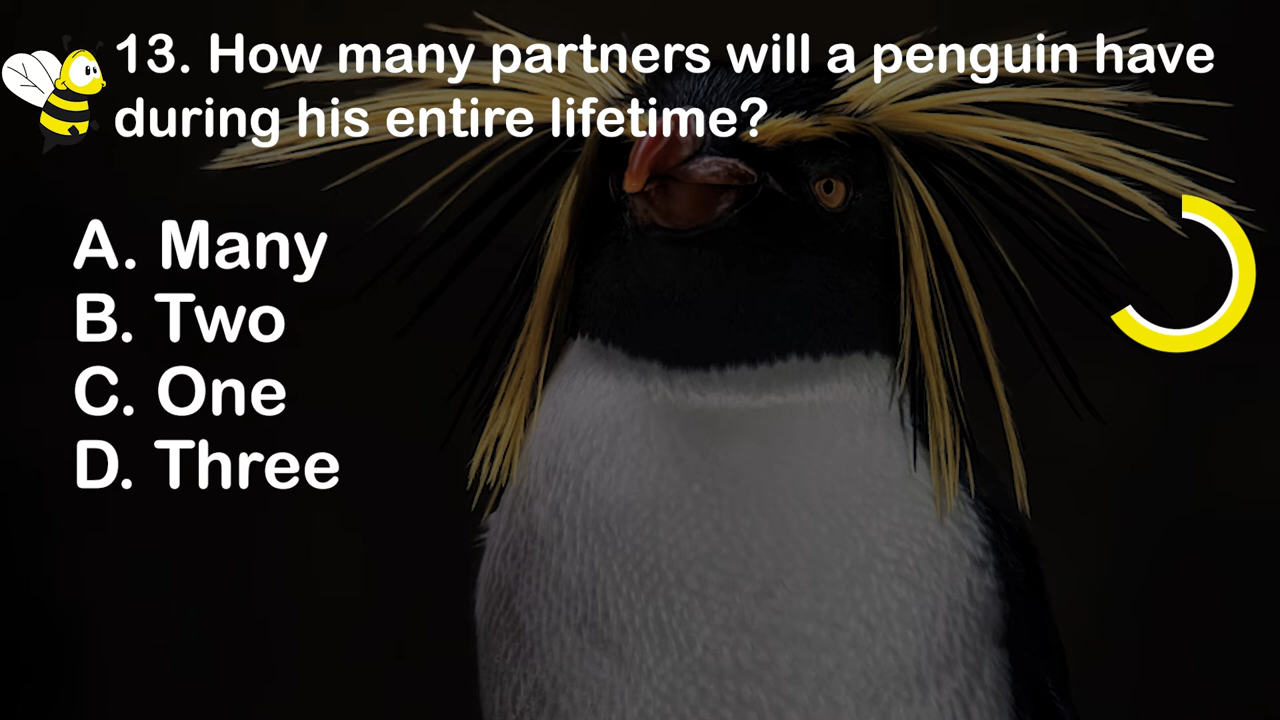 13. How many partners will a penguin have
during his entire lifetime?
A. Many
B. Two
C. One
D. Three